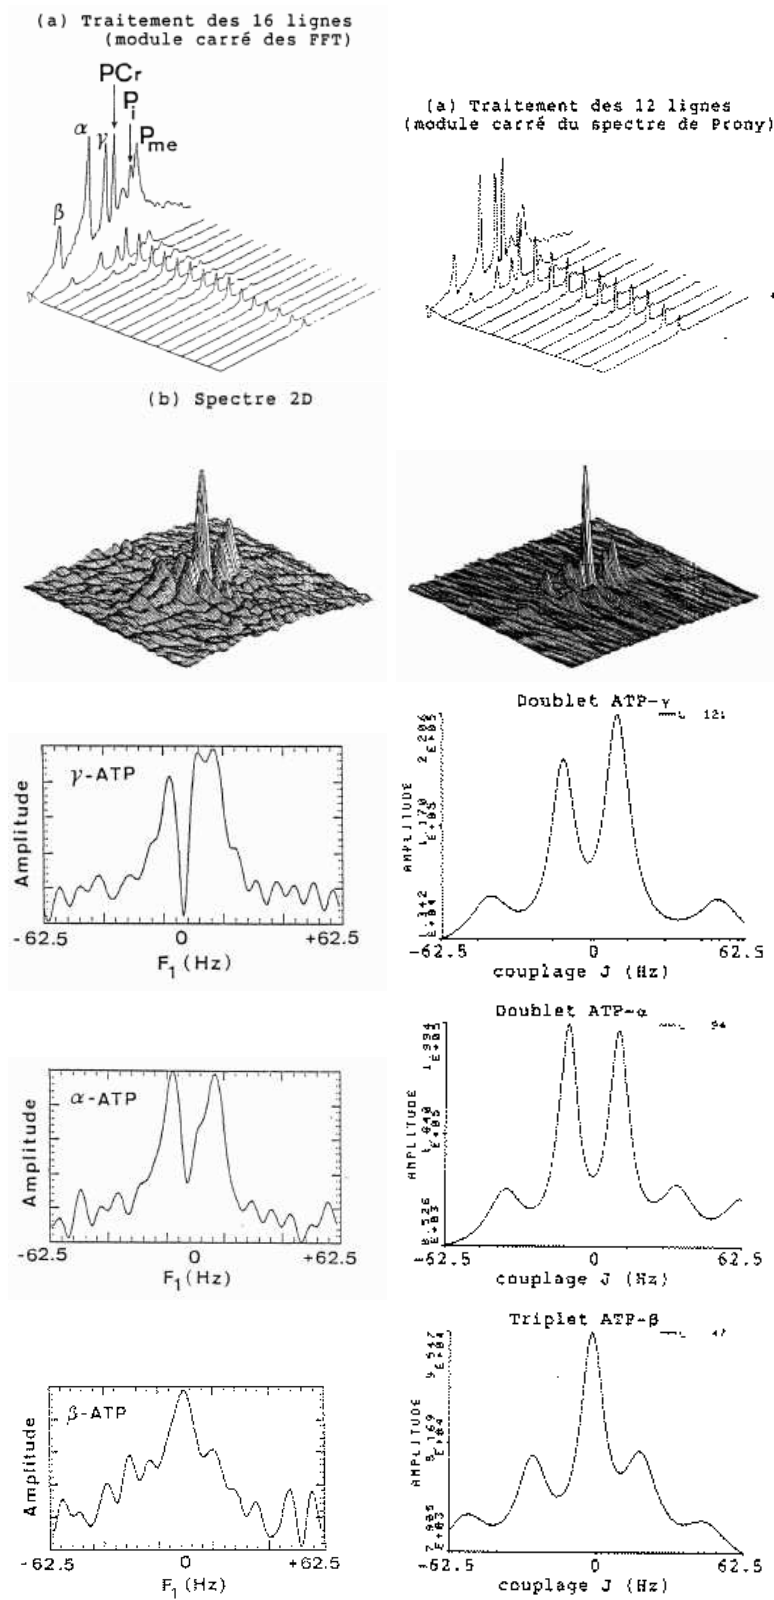 (a) Traitement des 16 lignes
(module carré des FFT)
PCr
Pi
α
γ
Pme
β
(a) Traitement des 12 lignes
(module carré du spectre de Prony)
(b) Spectre 2D
γ-ATP
Amplitude
-62.5 0 +62.5
F1 (Hz)
Doublet ATP-γ
AMPLITUDE
-62.5 0 62.5
couplage J (Hz)
α-ATP
Amplitude
-62.5 0 +62.5
F1 (Hz)
Doublet ATP-α
94
AMPLITUDE
-62.5 0 62.5
couplage J (Hz)
β-ATP
Amplitude
-62.5 0 +62.5
F1 (Hz)
Triplet ATP-β
47
AMPLITUDE
-62.5 0 62.5
couplage J (Hz)